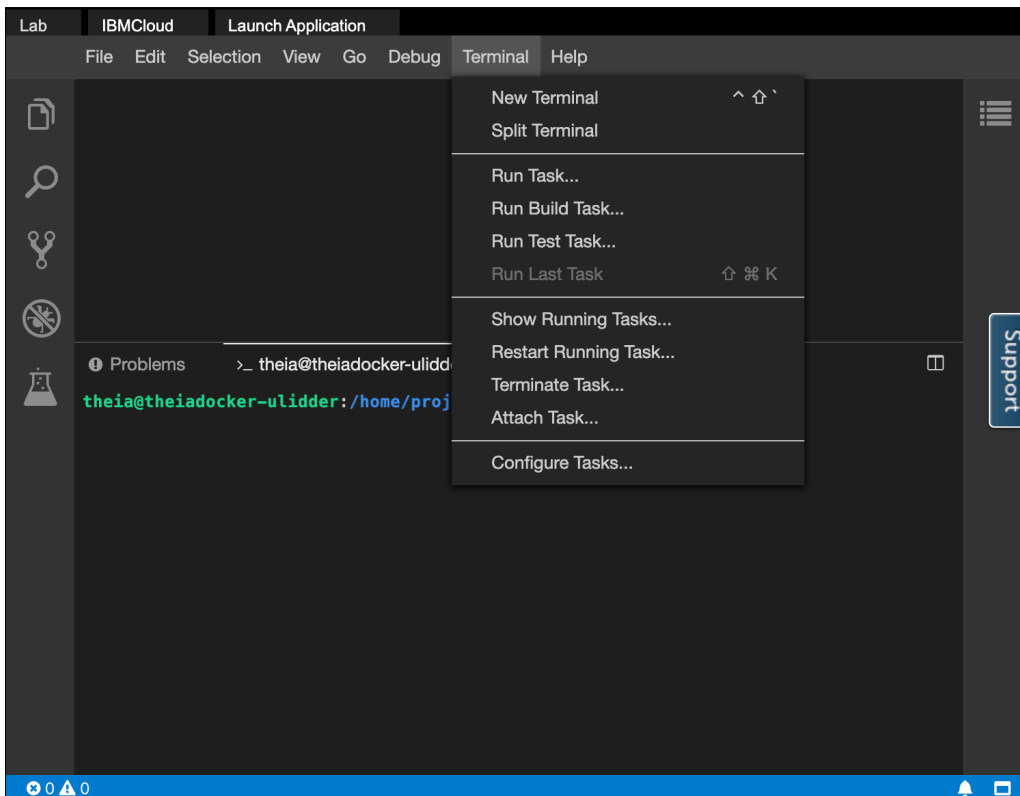 Lab IBMCloud Launch Application
File Edit Selection View Go Debug Terminal Help
New Terminal ^ ⇧ `
Split Terminal
Run Task...
Run Build Task...
Run Test Task...
Run Last Task ⇧ ⌘ K
Show Running Tasks...
Restart Running Task...
Terminate Task...
Attach Task...
Configure Tasks...
Problems >_ theia@theiadocker-ulidd
theia@theiadocker-ulidder:/home/proj
Support
0 0